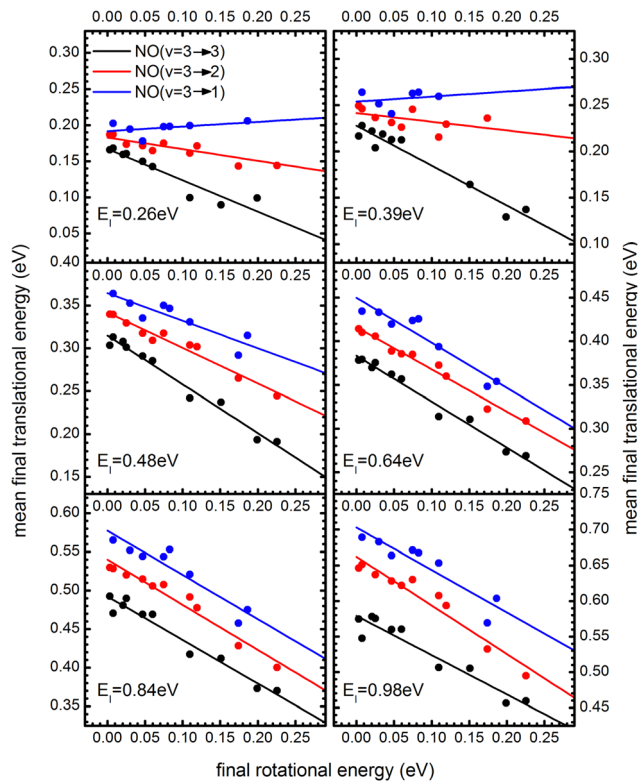 0.00 0.05 0.10 0.15 0.20 0.25
0.00 0.05 0.10 0.15 0.20 0.25
NO(v=3→3)
NO(v=3→2)
NO(v=3→1)
0.30
0.25
0.20
0.15
0.10
0.05
0.40
E_I=0.26eV
0.30
0.25
0.20
0.15
0.10
E_I=0.39eV
0.35
0.30
0.25
0.20
0.15
E_I=0.48eV
0.45
0.40
0.35
0.30
0.25
0.75
E_I=0.64eV
0.60
0.55
0.50
0.45
0.40
0.35
E_I=0.84eV
0.70
0.65
0.60
0.55
0.50
0.45
E_I=0.98eV
0.00 0.05 0.10 0.15 0.20 0.25
0.00 0.05 0.10 0.15 0.20 0.25
mean final translational energy (eV)
mean final translational energy (eV)
final rotational energy (eV)